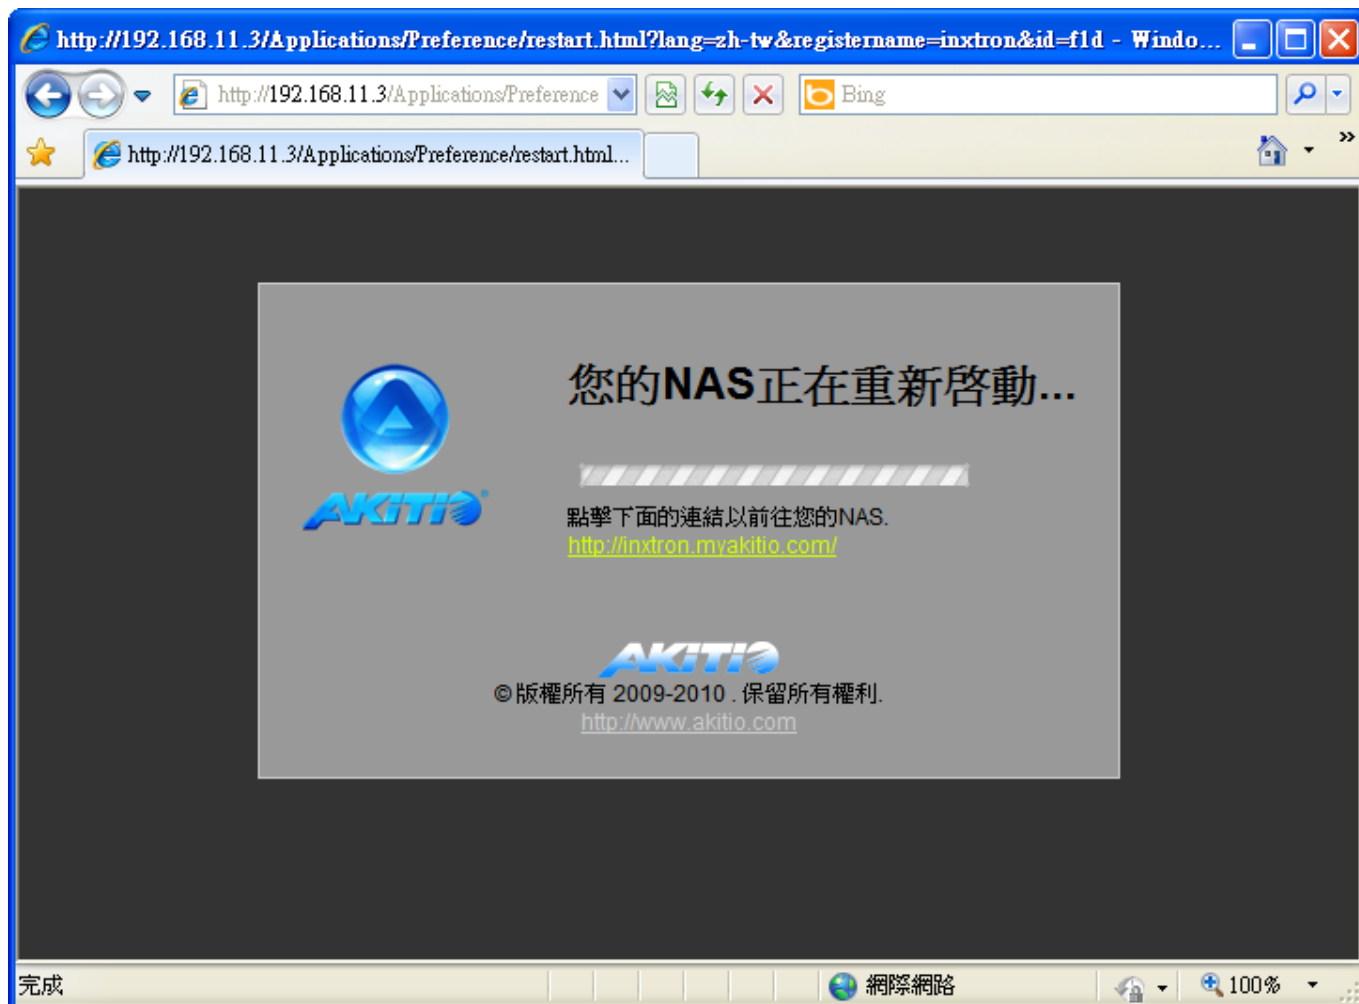 http://192.168.11.3/Applications/Preference/restart.html?lang=zh-tw&registername=inxtron&id=f1d - Windo...
http://192.168.11.3/Applications/Preference
Bing
http://192.168.11.3/Applications/Preference/restart.html...
您的NAS正在重新啓動...
AKiTiO
點擊下面的連結以前往您的NAS.
http://inxtron.myakitio.com/
AKiTiO
©版權所有 2009-2010 . 保留所有權利.
http://www.akitio.com
完成
網際網路
100%